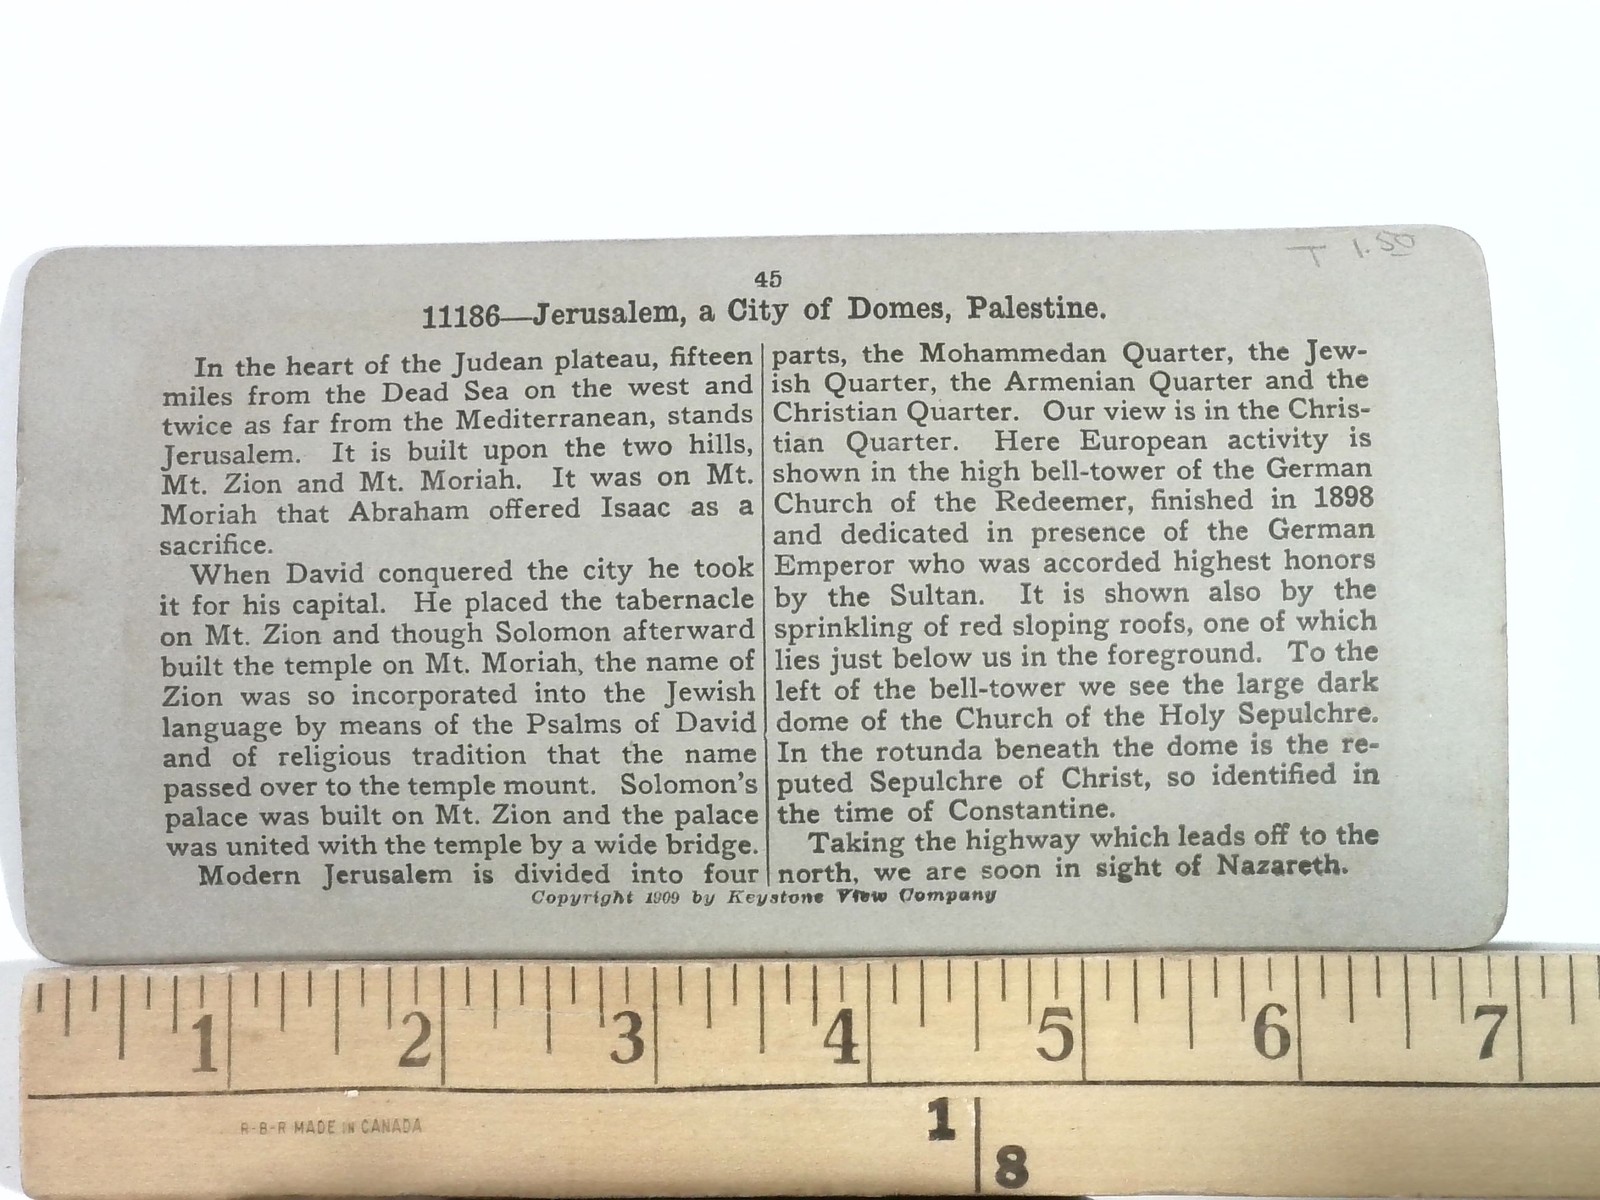 T 1.50
45
11186—Jerusalem, a City of Domes, Palestine.
In the heart of the Judean plateau, fifteen
miles from the Dead Sea on the west and
twice as far from the Mediterranean, stands
Jerusalem. It is built upon the two hills,
Mt. Zion and Mt. Moriah. It was on Mt.
Moriah that Abraham offered Isaac as a
sacrifice.
When David conquered the city he took
it for his capital. He placed the tabernacle
on Mt. Zion and though Solomon afterward
built the temple on Mt. Moriah, the name of
Zion was so incorporated into the Jewish
language by means of the Psalms of David
and of religious tradition that the name
passed over to the temple mount. Solomon's
palace was built on Mt. Zion and the palace
was united with the temple by a wide bridge.
Modern Jerusalem is divided into four
parts, the Mohammedan Quarter, the Jew-
ish Quarter, the Armenian Quarter and the
Christian Quarter. Our view is in the Chris-
tian Quarter. Here European activity is
shown in the high bell-tower of the German
Church of the Redeemer, finished in 1898
and dedicated in presence of the German
Emperor who was accorded highest honors
by the Sultan. It is shown also by the
sprinkling of red sloping roofs, one of which
lies just below us in the foreground. To the
left of the bell-tower we see the large dark
dome of the Church of the Holy Sepulchre.
In the rotunda beneath the dome is the re-
puted Sepulchre of Christ, so identified in
the time of Constantine.
Taking the highway which leads off to the
north, we are soon in sight of Nazareth.
Copyright 1909 by Keystone View Company
1 2 3 4 5 6 7
R-B-R MADE IN CANADA
1
8